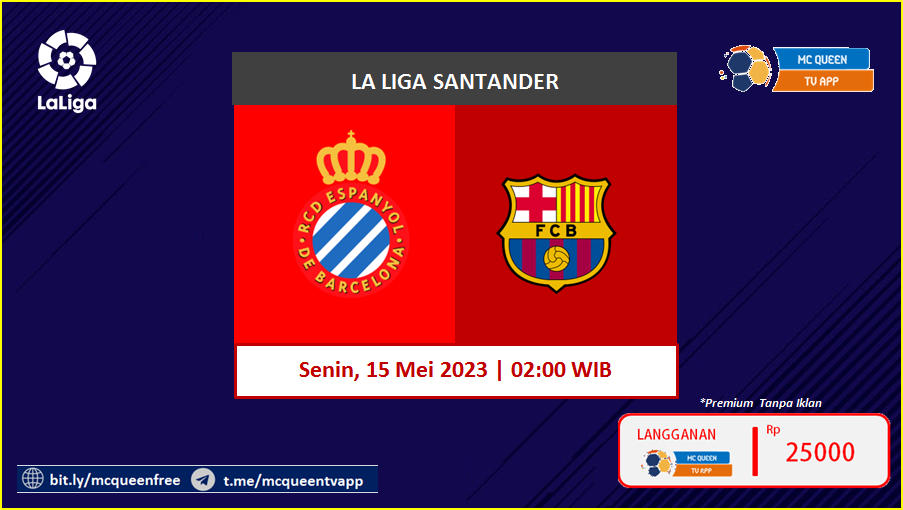 LaLiga
LA LIGA SANTANDER
MC QUEEN
TV APP
RCD ESPANYOL
DE BARCELONA
FCB
Senin, 15 Mei 2023 | 02:00 WIB
*Premium Tanpa Iklan
LANGGANAN
MC QUEEN
TV APP
Rp
25000
bit.ly/mcqueenfree
t.me/mcqueentvapp